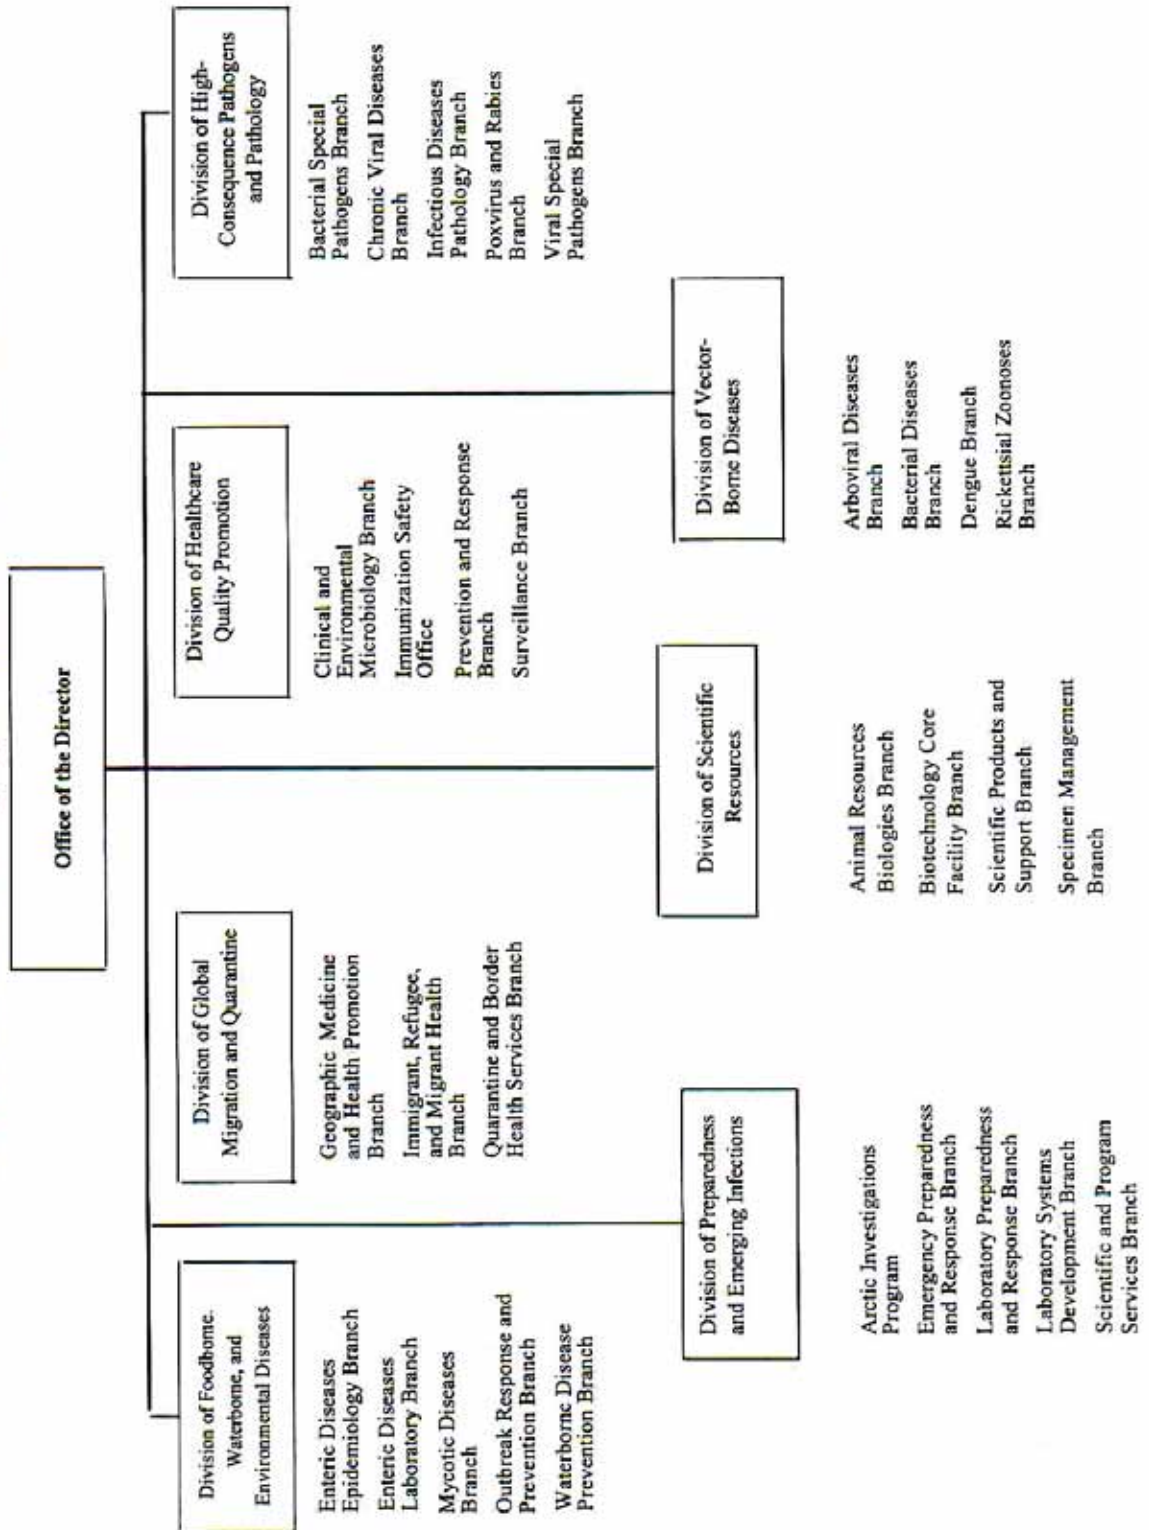 Office of the Director
Division of Foodborne.
Waterborne, and
Environmental Diseases
Enteric Diseases
Epidemiology Branch
Enteric Diseases
Laboratory Branch
Mycotic Diseases
Branch
Outbreak Response and
Prevention Branch
Waterborne Disease
Prevention Branch
Division of Global
Migration and Quarantine
Geographic Medicine
and Health Promotion
Branch
Immigrant, Refugee,
and Migrant Health
Branch
Quarantine and Border
Health Services Branch
Division of Healthcare
Quality Promotion
Clinical and
Environmental
Microbiology Branch
Immunization Safety
Office
Prevention and Response
Branch
Surveillance Branch
Division of High-
Consequence Pathogens
and Pathology
Bacterial Special
Pathogens Branch
Chronic Viral Diseases
Branch
Infectious Diseases
Pathology Branch
Poxvirus and Rabies
Branch
Viral Special
Pathogens Branch
Division of Preparedness
and Emerging Infections
Arctic Investigations
Program
Emergency Preparedness
and Response Branch
Laboratory Preparedness
and Response Branch
Laboratory Systems
Development Branch
Scientific and Program
Services Branch
Division of Scientific
Resources
Animal Resources
Biologies Branch
Biotechnology Core
Facility Branch
Scientific Products and
Support Branch
Specimen Management
Branch
Division of Vector-
Borne Diseases
Arboviral Diseases
Branch
Bacterial Diseases
Branch
Dengue Branch
Rickettsial Zoonoses
Branch